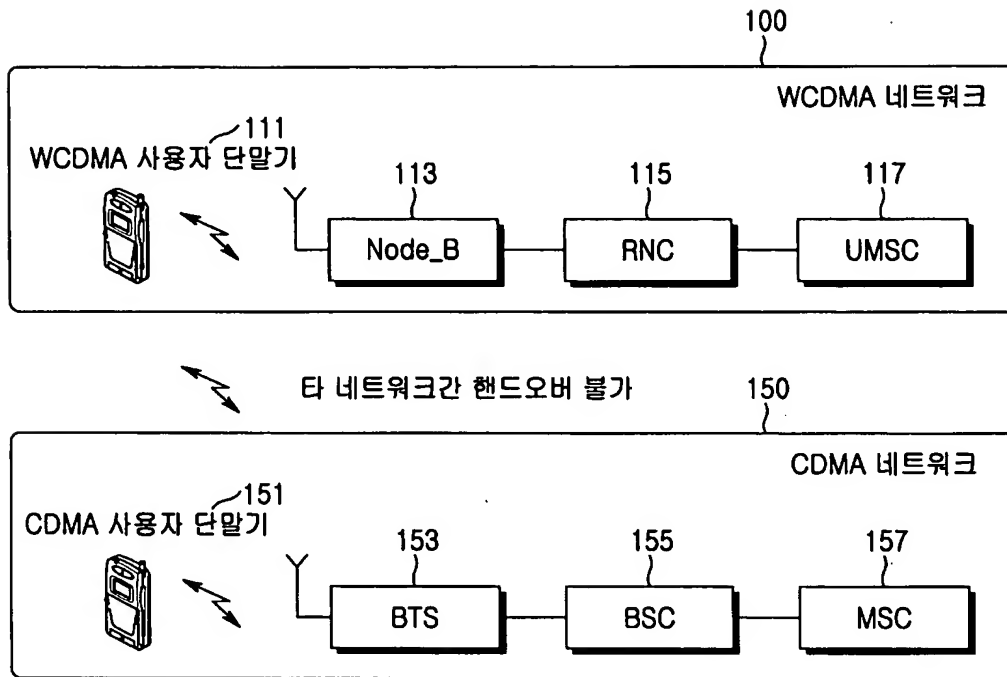 100
WCDMA 네트워크
111
WCDMA 사용자 단말기
113
115
117
Node_B
RNC
UMSC
타 네트워크간 핸드오버 불가
150
CDMA 네트워크
151
CDMA 사용자 단말기
153
155
157
BTS
BSC
MSC